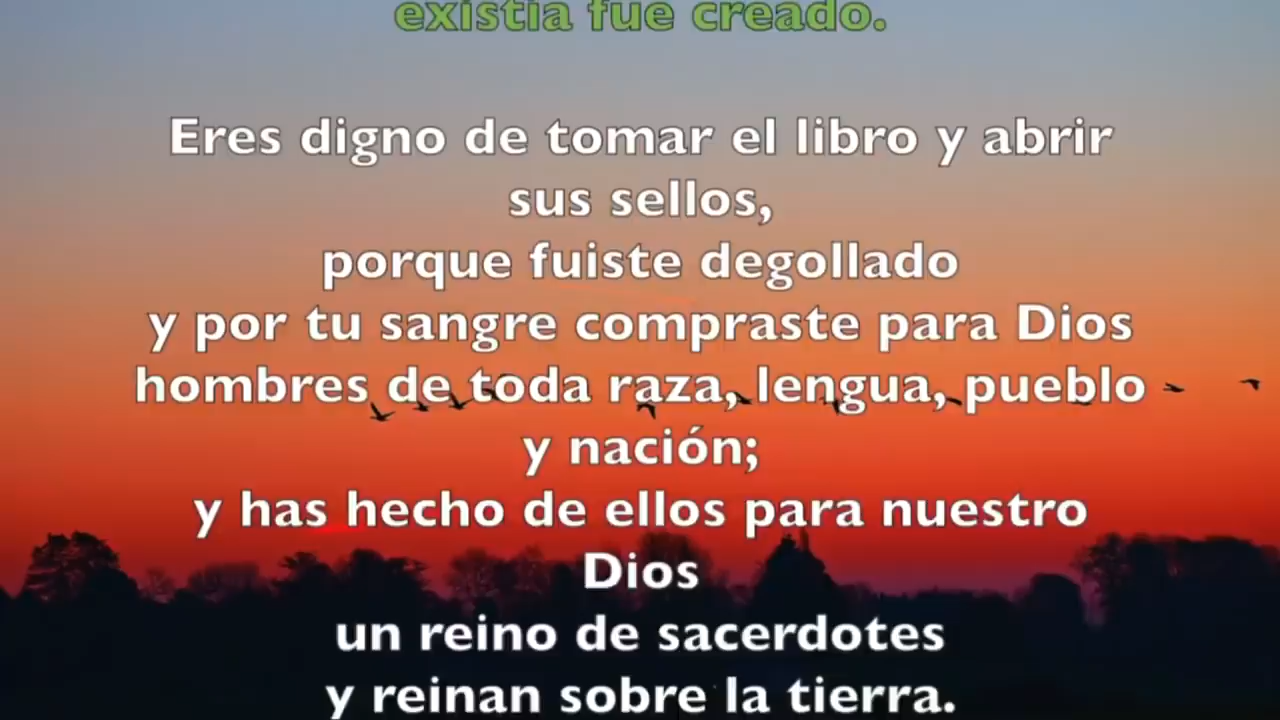 existía fue creado.
Eres digno de tomar el libro y abrir
sus sellos,
porque fuiste degollado
y por tu sangre compraste para Dios
hombres de toda raza, lengua, pueblo
y nación;
y has hecho de ellos para nuestro
Dios
un reino de sacerdotes
y reinan sobre la tierra.